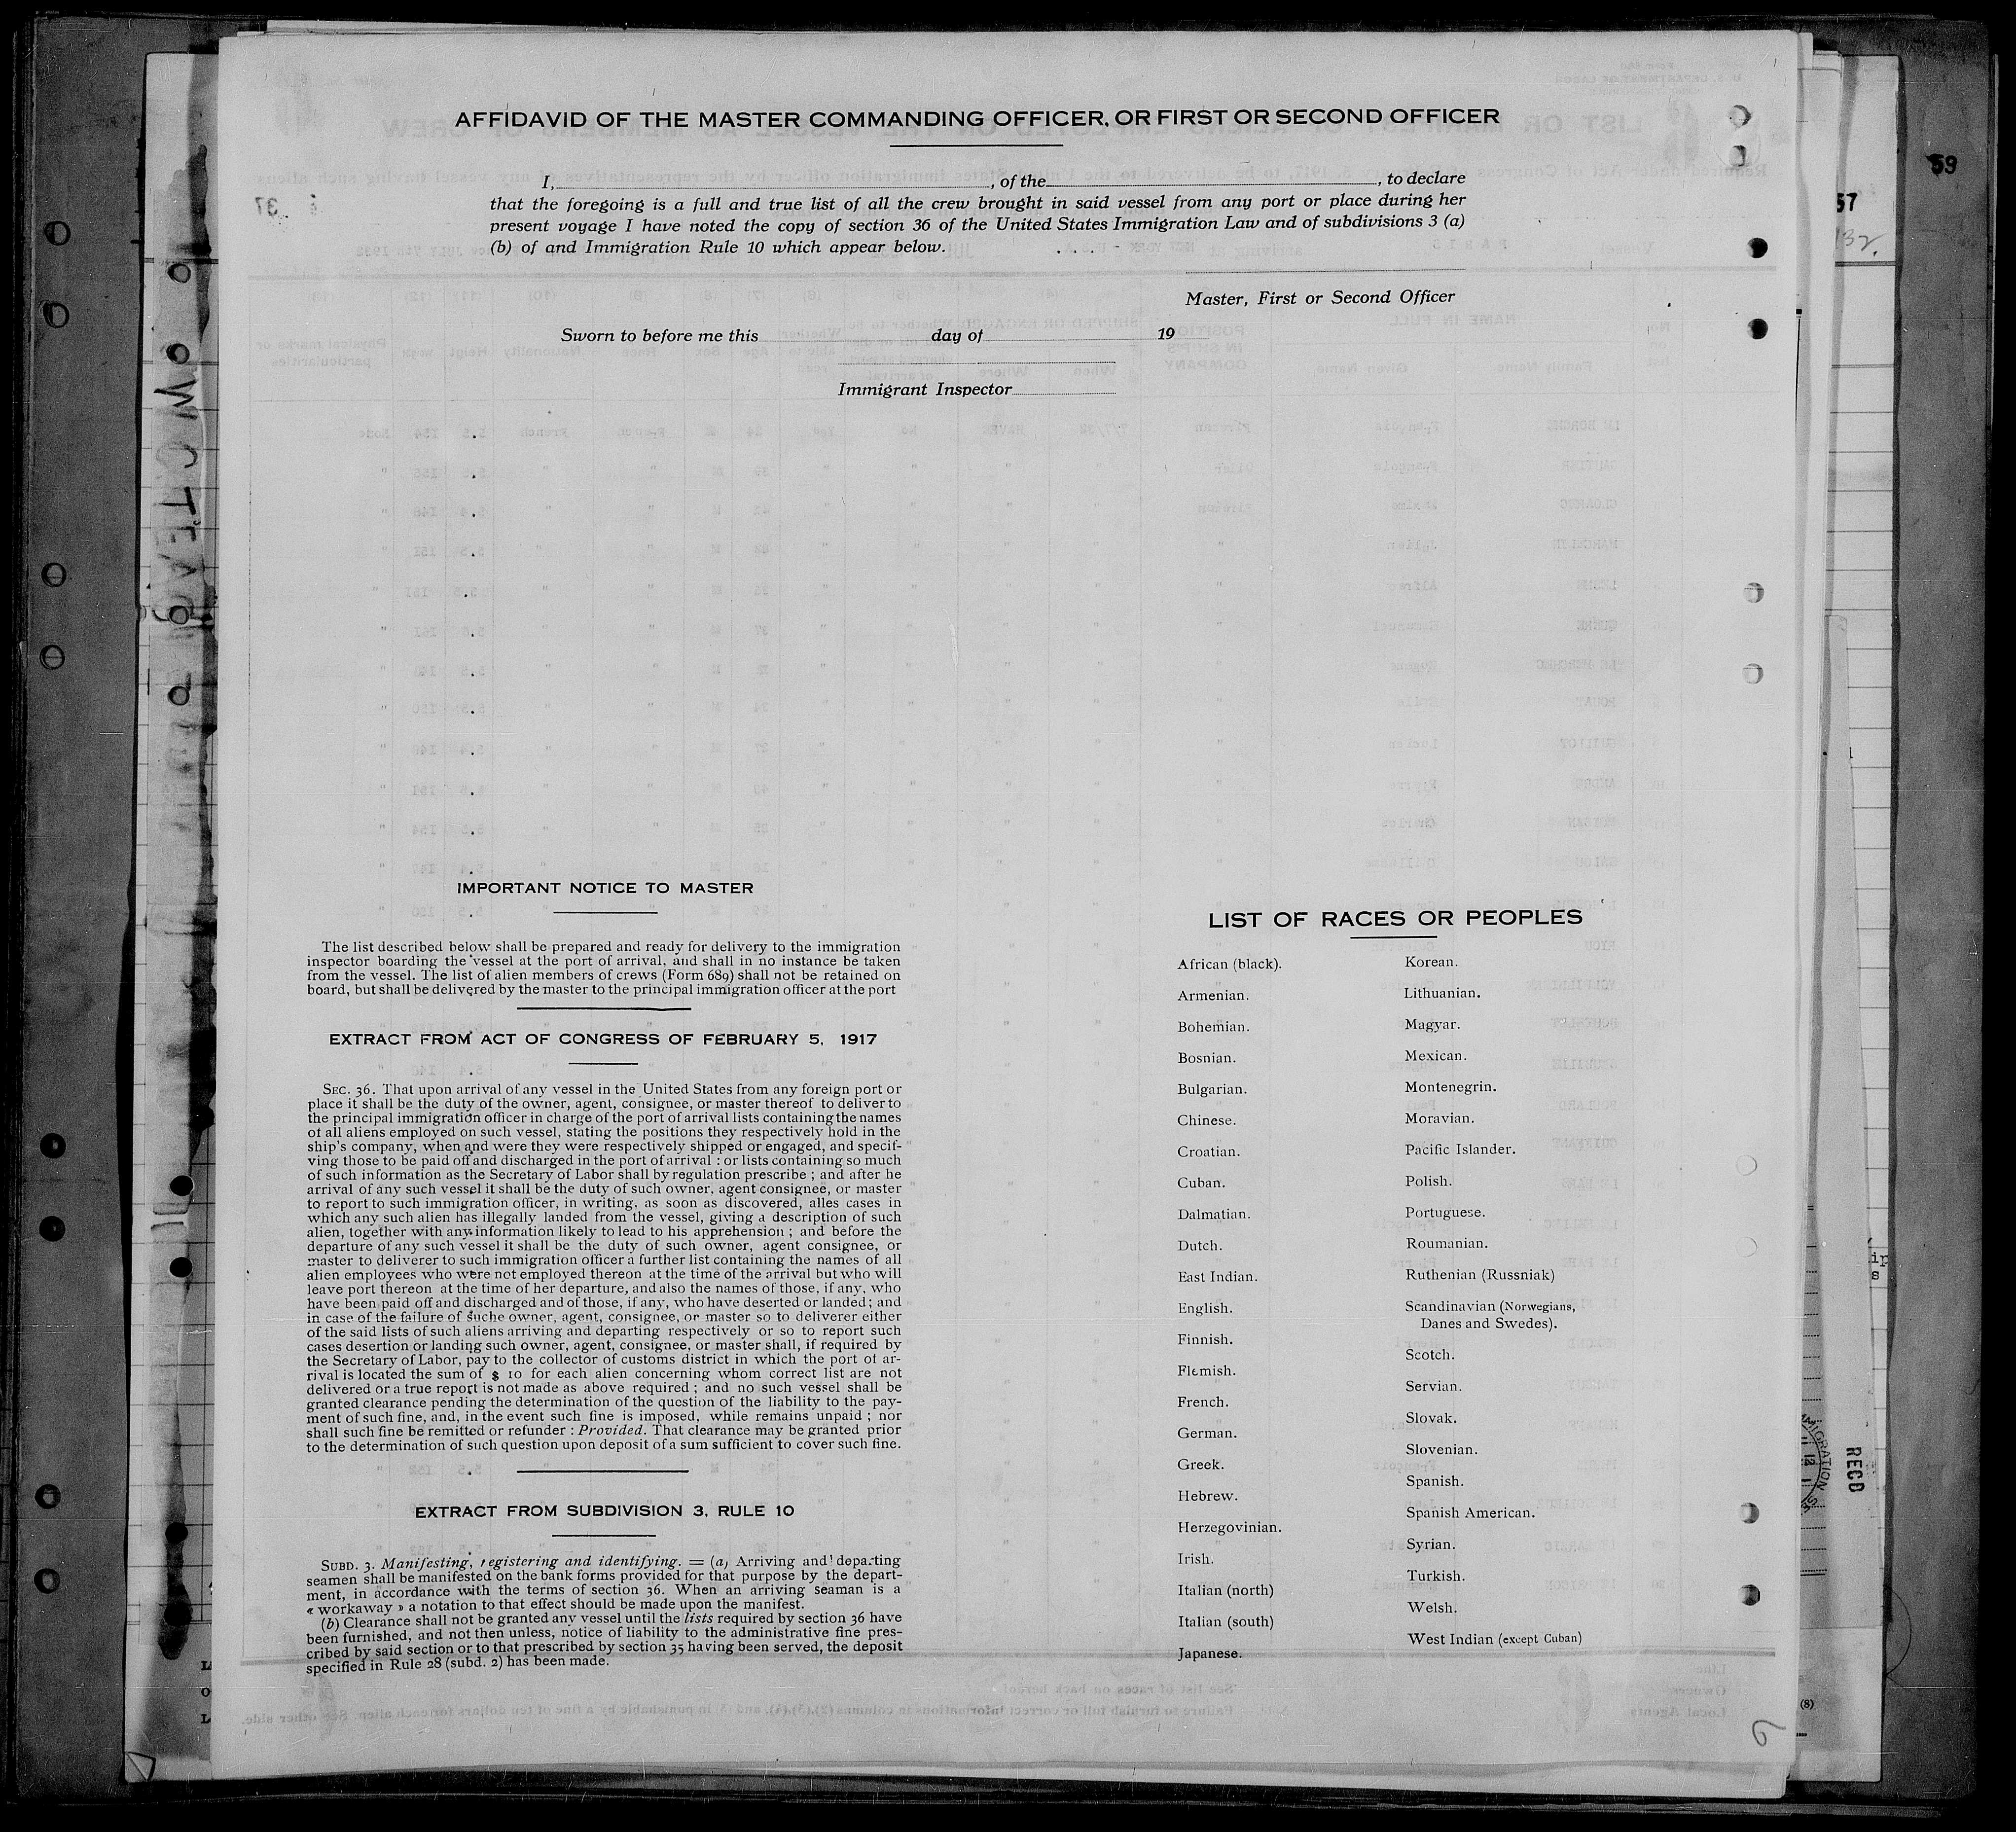 AFFIDAVID OF THE MASTER COMMANDING OFFICER, OR FIRST OR SECOND OFFICER
I, , of the , to declare
that the foregoing is a full and true list of all the crew brought in said vessel from any port or place during her
present voyage I have noted the copy of section 36 of the United States Immigration Law and of subdivisions 3 (a)
(b) of and Immigration Rule 10 which appear below.
Master, First or Second Officer
Sworn to before me this day of 19
Immigrant Inspector
IMPORTANT NOTICE TO MASTER
The list described below shall be prepared and ready for delivery to the immigration
inspector boarding the vessel at the port of arrival, and shall in no instance be taken
from the vessel. The list of alien members of crews (Form 689) shall not be retained on
board, but shall be delivered by the master to the principal immigration officer at the port
EXTRACT FROM ACT OF CONGRESS OF FEBRUARY 5, 1917
SEC. 36. That upon arrival of any vessel in the United States from any foreign port or
place it shall be the duty of the owner, agent, consignee, or master thereof to deliver to
the principal immigration officer in charge of the port of arrival lists containing the names
of all aliens employed on such vessel, stating the positions they respectively hold in the
ship's company, when and were they were respectively shipped or engaged, and specif-
ving those to be paid off and discharged in the port of arrival : or lists containing so much
of such information as the Secretary of Labor shall by regulation prescribe ; and after he
arrival of any such vessel it shall be the duty of such owner, agent consignee, or master
to report to such immigration officer, in writing, as soon as discovered, alles cases in
which any such alien has illegally landed from the vessel, giving a description of such
alien, together with any information likely to lead to his apprehension ; and before the
departure of any such vessel it shall be the duty of such owner, agent consignee, or
master to deliverer to such immigration officer a further list containing the names of all
alien employees who were not employed thereon at the time of the arrival but who will
leave port thereon at the time of her departure, and also the names of those, if any, who
have been paid off and discharged and of those, if any, who have deserted or landed ; and
in case of the failure of suche owner, agent, consignee, or master so to deliverer either
of the said lists of such aliens arriving and departing respectively or so to report such
cases desertion or landing such owner, agent, consignee, or master shall, if required by
the Secretary of Labor, pay to the collector of customs district in which the port of ar-
rival is located the sum of $ 10 for each alien concerning whom correct list are not
delivered or a true report is not made as above required ; and no such vessel shall be
granted clearance pending the determination of the question of the liability to the pay-
ment of such fine, and, in the event such fine is imposed, while remains unpaid ; nor
shall such fine be remitted or refunder : Provided. That clearance may be granted prior
to the determination of such question upon deposit of a sum sufficient to cover such fine.
EXTRACT FROM SUBDIVISION 3, RULE 10
SUBD. 3. Manifesting, registering and identifying. = (a) Arriving and departing
seamen shall be manifested on the bank forms provided for that purpose by the depart-
ment, in accordance with the terms of section 36. When an arriving seaman is a
« workaway » a notation to that effect should be made upon the manifest.
(b) Clearance shall not be granted any vessel until the lists required by section 36 have
been furnished, and not then unless, notice of liability to the administrative fine pres-
cribed by said section or to that prescribed by section 35 having been served, the deposit
specified in Rule 28 (subd. 2) has been made.
LIST OF RACES OR PEOPLES
African (black).
Armenian.
Bohemian.
Bosnian.
Bulgarian.
Chinese.
Croatian.
Cuban.
Dalmatian.
Dutch.
East Indian.
English.
Finnish.
Flemish.
French.
German.
Greek.
Hebrew.
Herzegovinian.
Irish.
Italian (north)
Italian (south)
Japanese.
Korean.
Lithuanian.
Magyar.
Mexican.
Montenegrin.
Moravian.
Pacific Islander.
Polish.
Portuguese.
Roumanian.
Ruthenian (Russniak)
Scandinavian (Norwegians,
Danes and Swedes).
Scotch.
Servian.
Slovak.
Slovenian.
Spanish.
Spanish American.
Syrian.
Turkish.
Welsh.
West Indian (except Cuban)
59
57
RECD
(8)
6